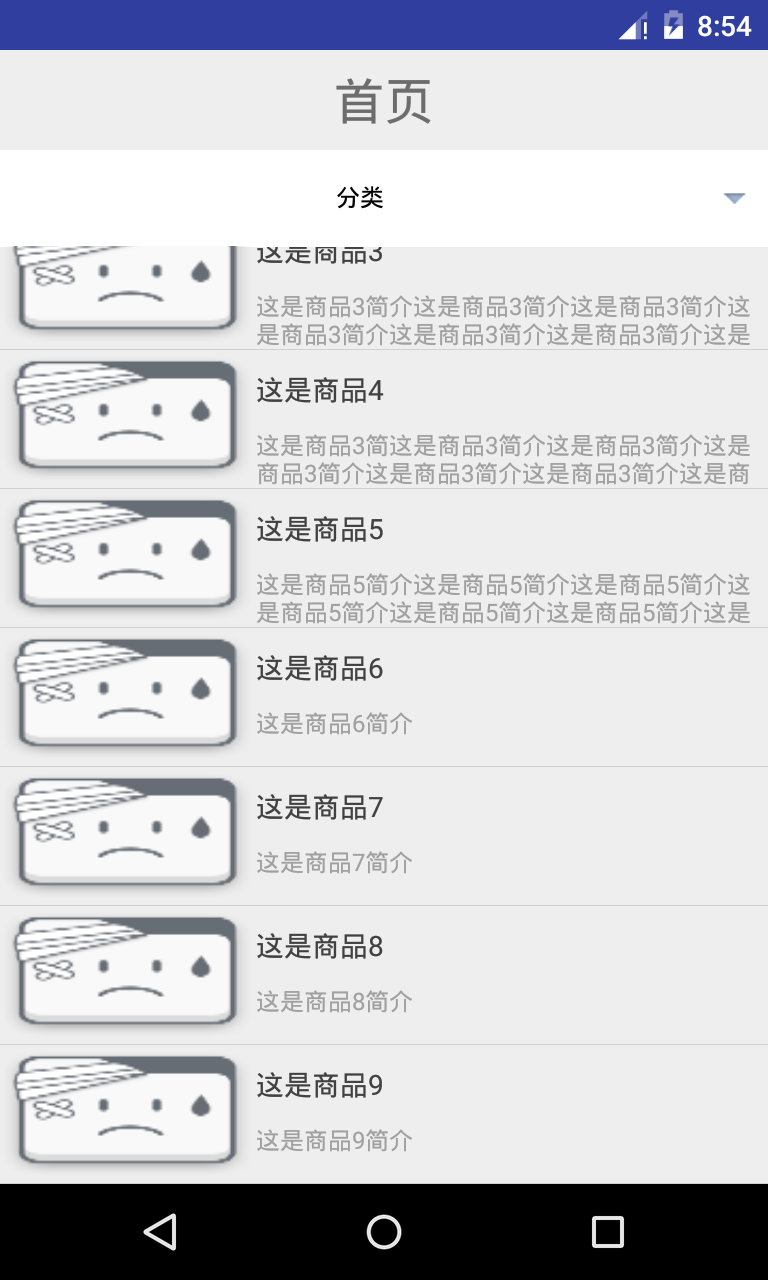 8:54
首页
分类
这是商品3
这是商品3简介这是商品3简介这是商品3简介这
是商品3简介这是商品3简介这是商品3简介这是
这是商品4
这是商品3简这是商品3简介这是商品3简介这是
商品3简介这是商品3简介这是商品3简介这是商
这是商品5
这是商品5简介这是商品5简介这是商品5简介这
是商品5简介这是商品5简介这是商品5简介这是
这是商品6
这是商品6简介
这是商品7
这是商品7简介
这是商品8
这是商品8简介
这是商品9
这是商品9简介